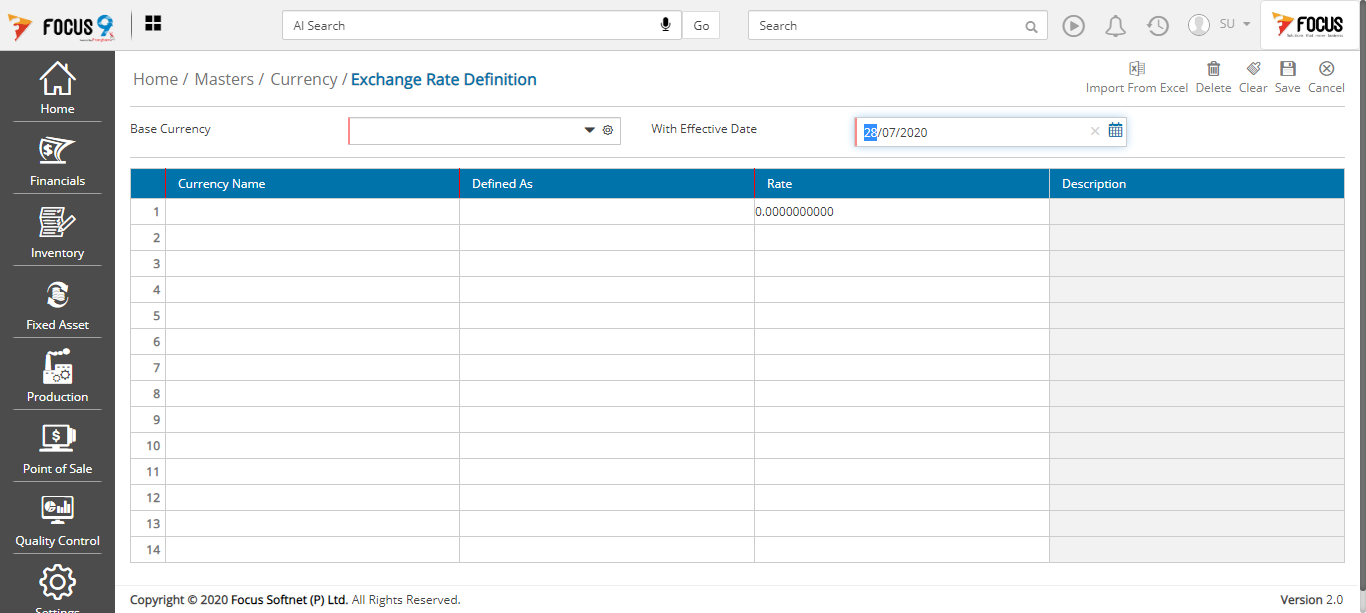 FOCUS 9
AI Search
Go
Search
SU
FOCUS
Home / Masters / Currency / Exchange Rate Definition
Import From Excel Delete Clear Save Cancel
Base Currency
With Effective Date
28/07/2020
Currency Name Defined As Rate Description
1 0.0000000000
2
3
4
5
6
7
8
9
10
11
12
13
14
Home
Financials
Inventory
Fixed Asset
Production
Point of Sale
Quality Control
Settings
Copyright © 2020 Focus Softnet (P) Ltd. All Rights Reserved.
Version 2.0